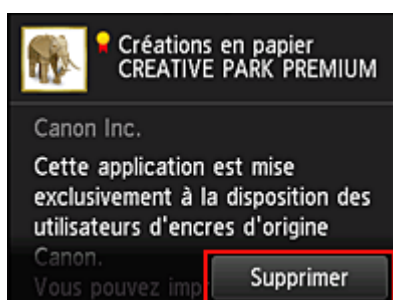 Créations en papier
CREATIVE PARK PREMIUM
Canon Inc.
Cette application est mise
exclusivement à la disposition des
utilisateurs d'encres d'origine
Canon.
Vous pouvez imp
Supprimer